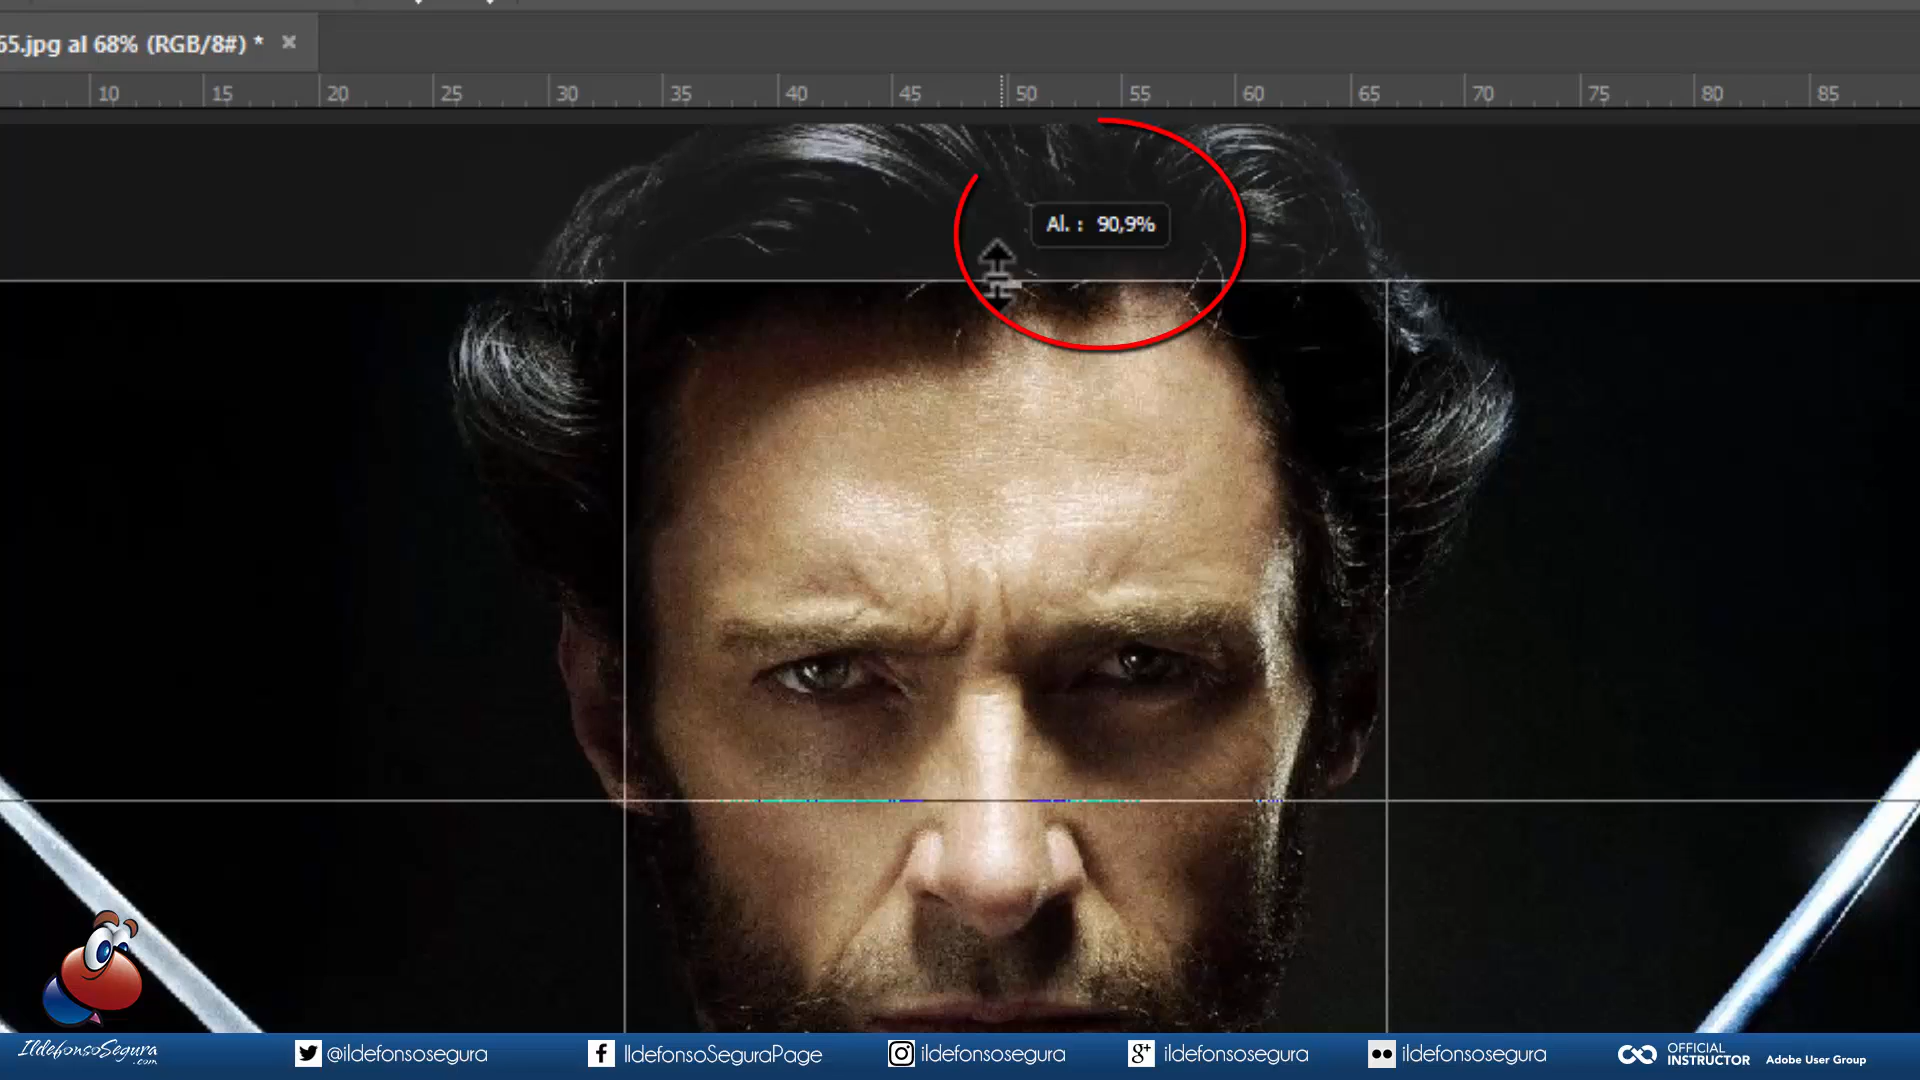 65.jpg al 68% (RGB/8#) * ×
10 15 20 25 30 35 40 45 50 55 60 65 70 75 80 85
Al. : 90,9%
IldefonsoSegura
.com
@ildefonsosegura
IldefonsoSeguraPage
ildefonsosegura
g+ ildefonsosegura
ildefonsosegura
OFFICIAL
INSTRUCTOR
Adobe User Group